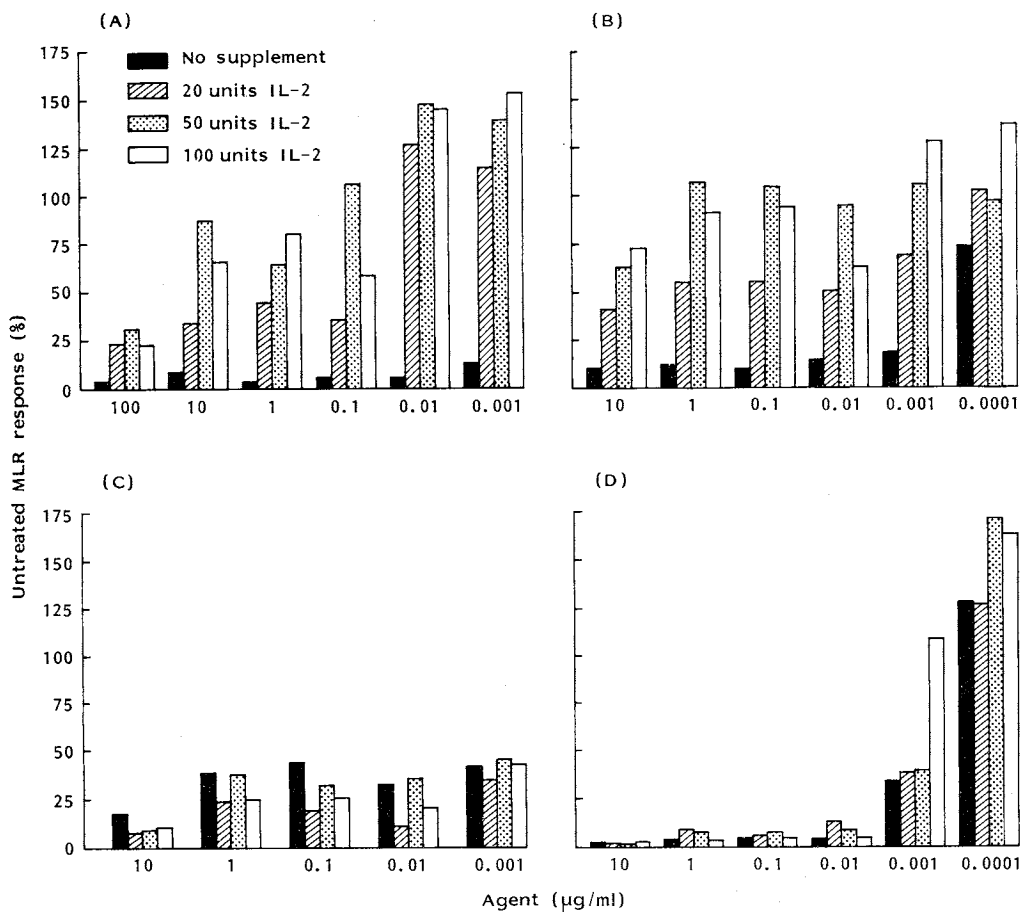 (A)
(B)
175
150
125
100
75
50
25
0
No supplement
20 units IL-2
50 units IL-2
100 units IL-2
100 10 1 0.1 0.01 0.001
10 1 0.1 0.01 0.001 0.0001
Untreated MLR response (%)
(C)
(D)
175
150
125
100
75
50
25
0
10 1 0.1 0.01 0.001
10 1 0.1 0.01 0.001 0.0001
Agent (µg/ml)